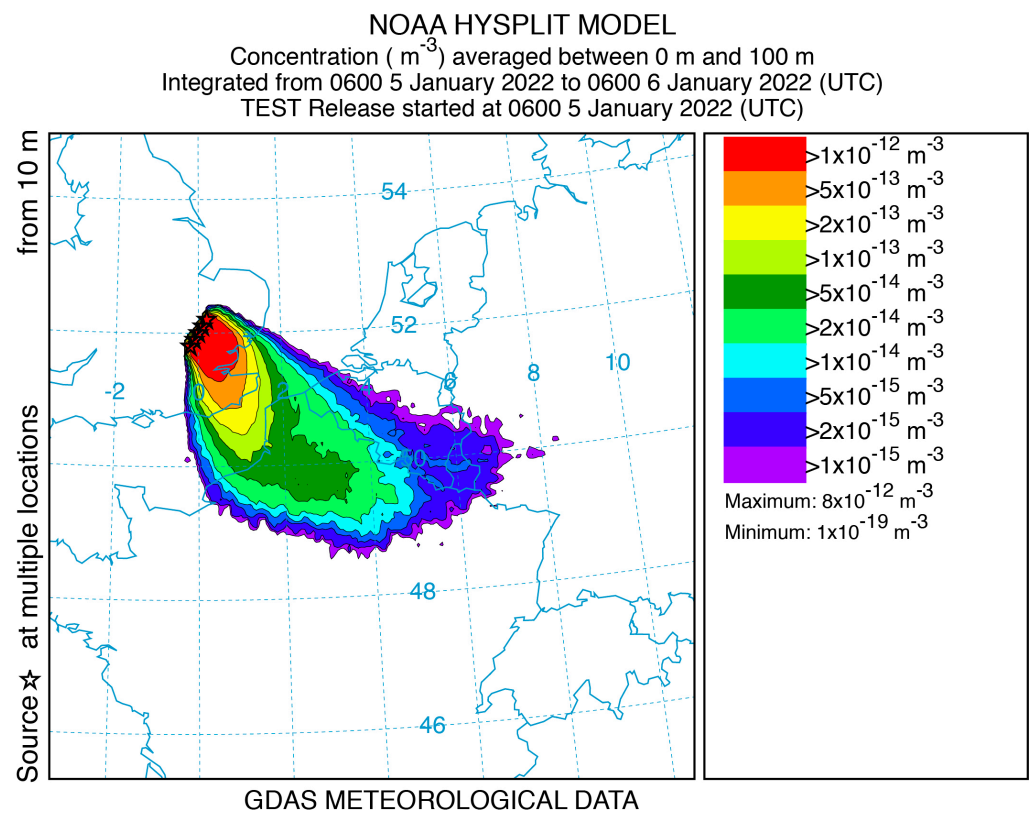 NOAA HYSPLIT MODEL
Concentration ( m-3) averaged between 0 m and 100 m
Integrated from 0600 5 January 2022 to 0600 6 January 2022 (UTC)
TEST Release started at 0600 5 January 2022 (UTC)
Source ☆ at multiple locations from 10 m
54
52
10
8
6
4
2
0
-2
50
48
46
>1x10-12 m-3
>5x10-13 m-3
>2x10-13 m-3
>1x10-13 m-3
>5x10-14 m-3
>2x10-14 m-3
>1x10-14 m-3
>5x10-15 m-3
>2x10-15 m-3
>1x10-15 m-3
Maximum: 8x10-12 m-3
Minimum: 1x10-19 m-3
GDAS METEOROLOGICAL DATA